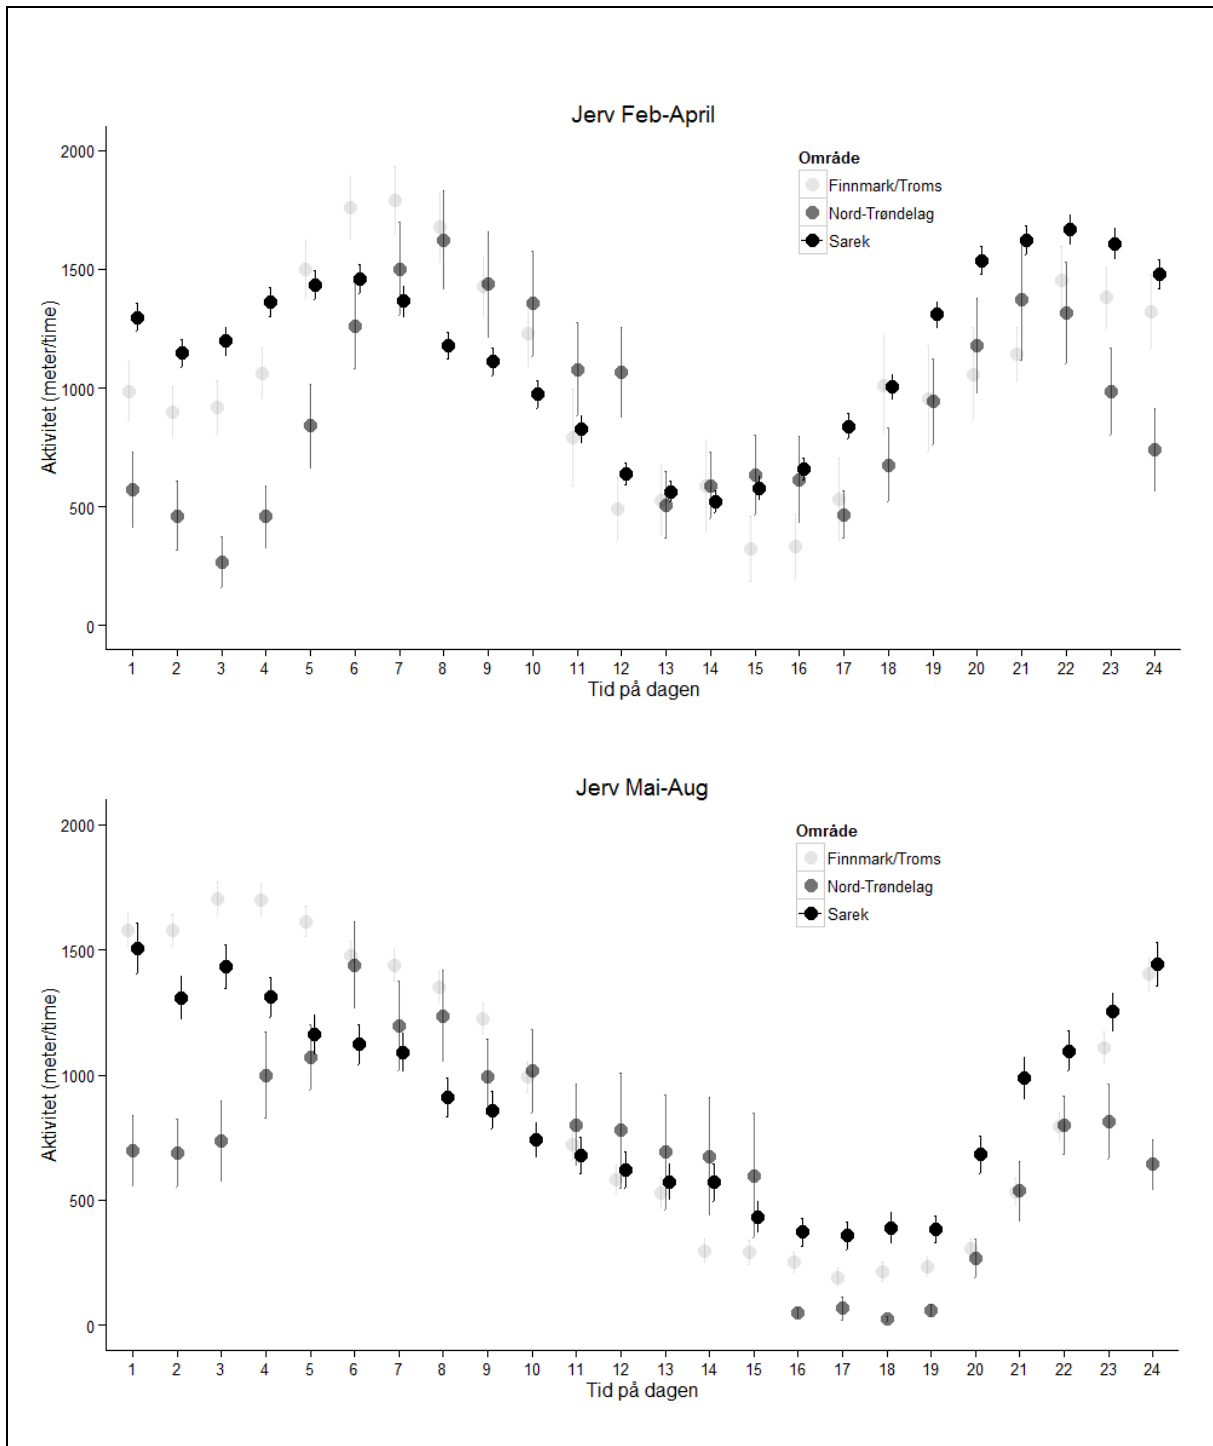 Jerv Feb-April
2000
1500
1000
500
0
Aktivitet (meter/time)
Område
Finnmark/Troms
Nord-Trøndelag
Sarek
1 2 3 4 5 6 7 8 9 10 11 12 13 14 15 16 17 18 19 20 21 22 23 24
Tid på dagen
Jerv Mai-Aug
2000
1500
1000
500
0
Aktivitet (meter/time)
Område
Finnmark/Troms
Nord-Trøndelag
Sarek
1 2 3 4 5 6 7 8 9 10 11 12 13 14 15 16 17 18 19 20 21 22 23 24
Tid på dagen